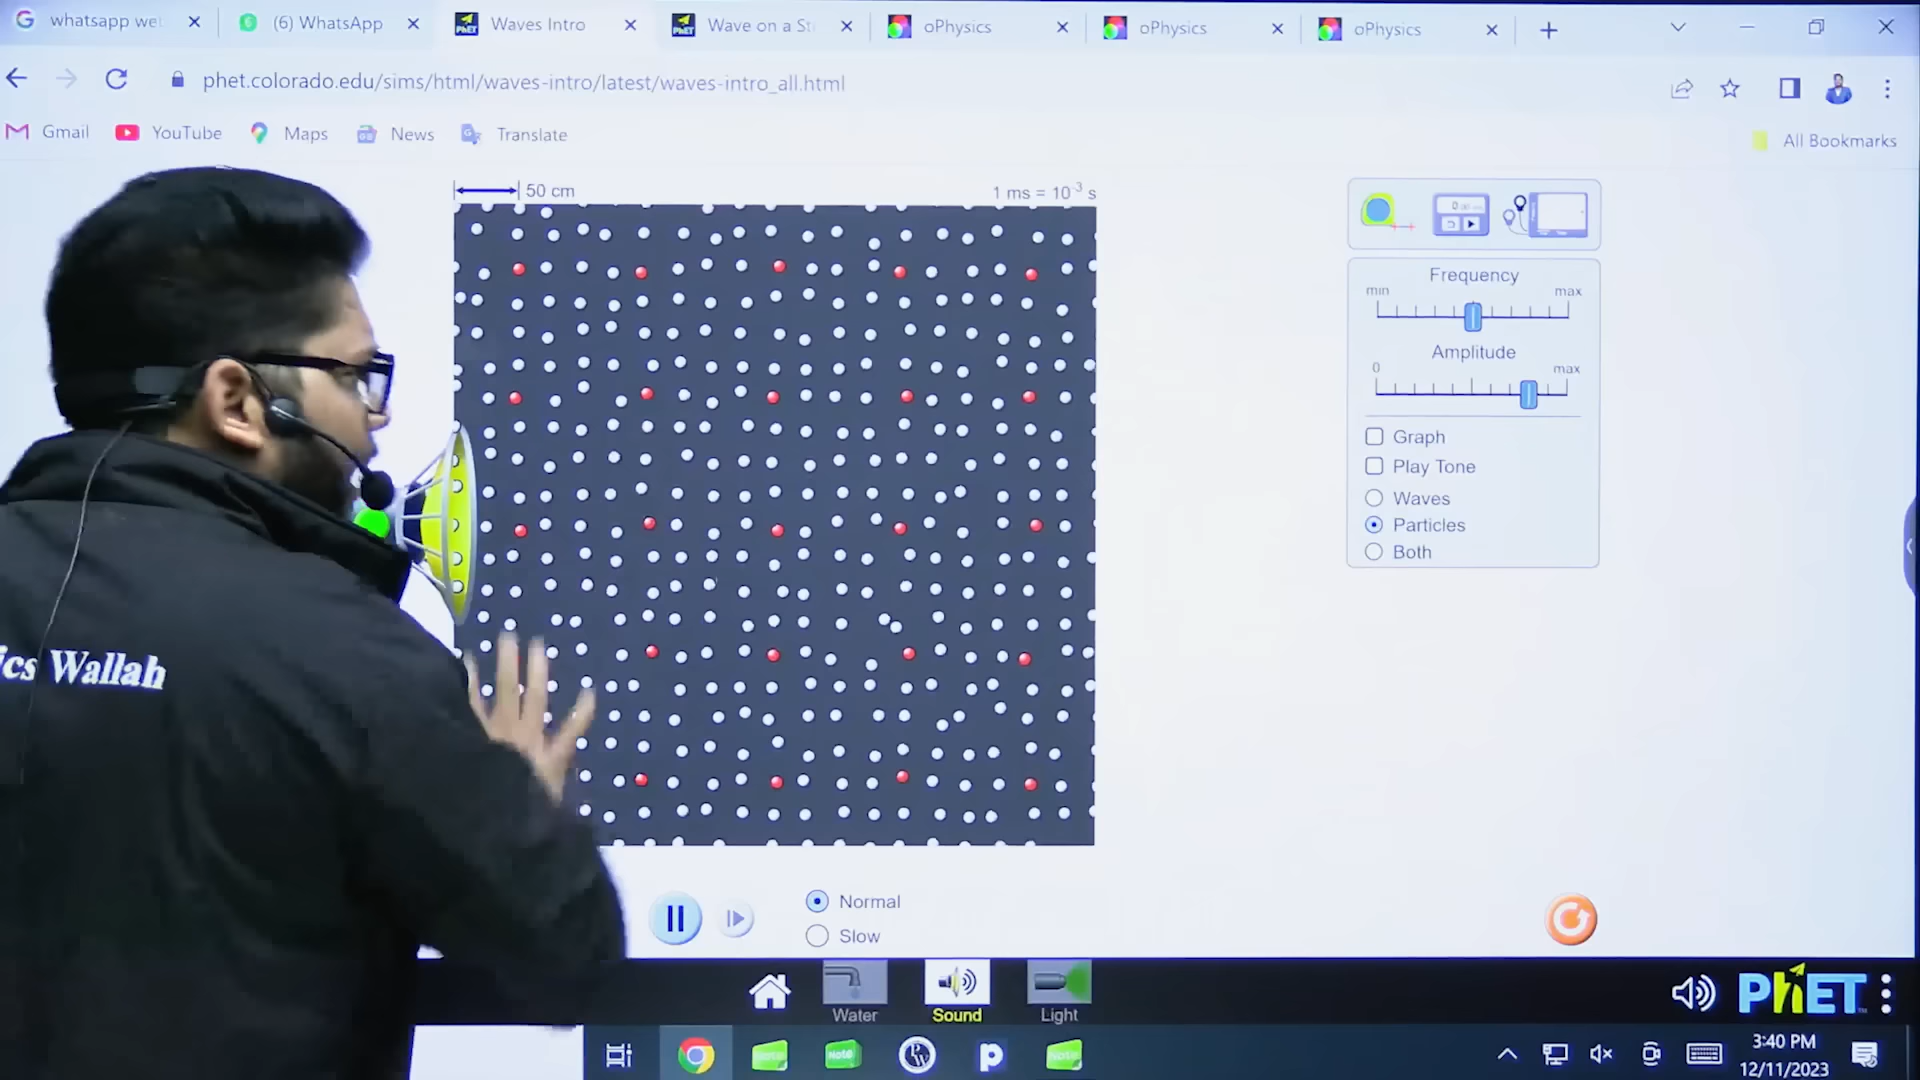 whatsapp we
(6) WhatsApp
Waves Intro
Wave on a St
oPhysics
oPhysics
oPhysics
phet.colorado.edu/sims/html/waves-intro/latest/waves-intro_all.html
Gmail
YouTube
Maps
News
Translate
All Bookmarks
50 cm
1 ms = 10⁻³ s
Frequency
min
max
Amplitude
0
max
Graph
Play Tone
Waves
Particles
Both
ics Wallah
Normal
Slow
Water
Sound
Light
PhET
3:40 PM
12/11/2023